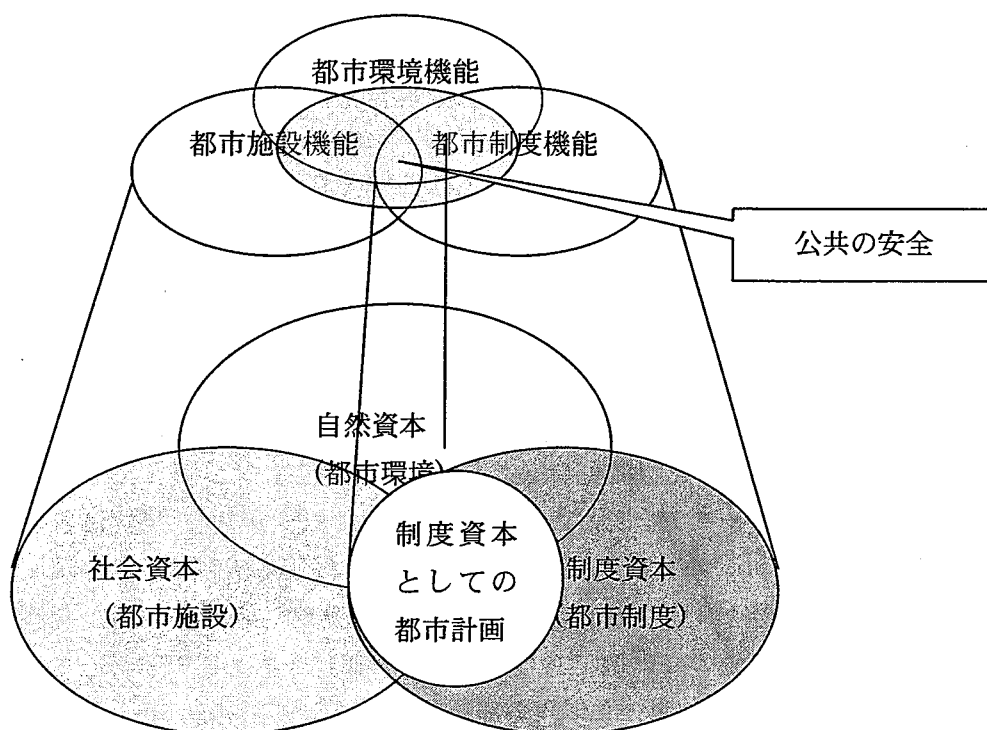 都市環境機能
都市施設機能
都市制度機能
公共の安全
自然資本
(都市環境)
社会資本
(都市施設)
制度資本
としての
都市計画
制度資本
(都市制度)